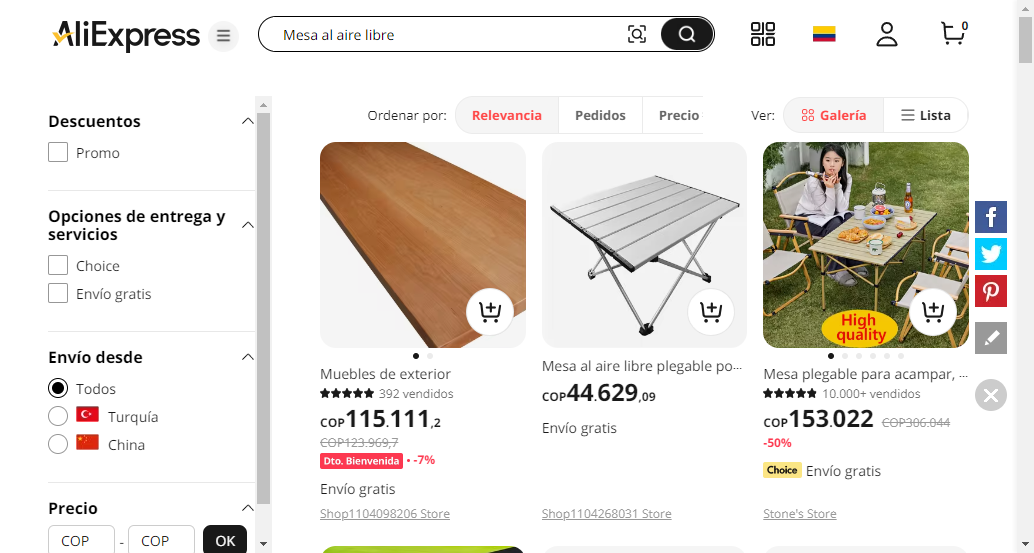 AliExpress
Mesa al aire libre
0
Descuentos
Promo
Opciones de entrega y
servicios
Choice
Envío gratis
Envío desde
Todos
Turquía
China
Precio
COP - COP OK
Ordenar por: Relevancia Pedidos Precio
Ver: Galería Lista
Muebles de exterior
392 vendidos
COP115.111,2
COP123.969,7
Dto. Bienvenida • -7%
Envío gratis
Shop1104098206 Store
Mesa al aire libre plegable po...
COP44.629,09
Envío gratis
Shop1104268031 Store
High
quality
Mesa plegable para acampar, ...
10.000+ vendidos
COP153.022 COP306.044
-50%
Choice Envío gratis
Stone's Store